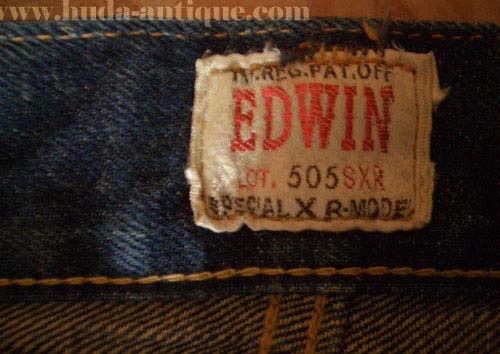 www.huda-antique.com
TM.REG.PAT.OFF
EDWIN
LOT. 505SXR
SPECIAL X R-MODEL